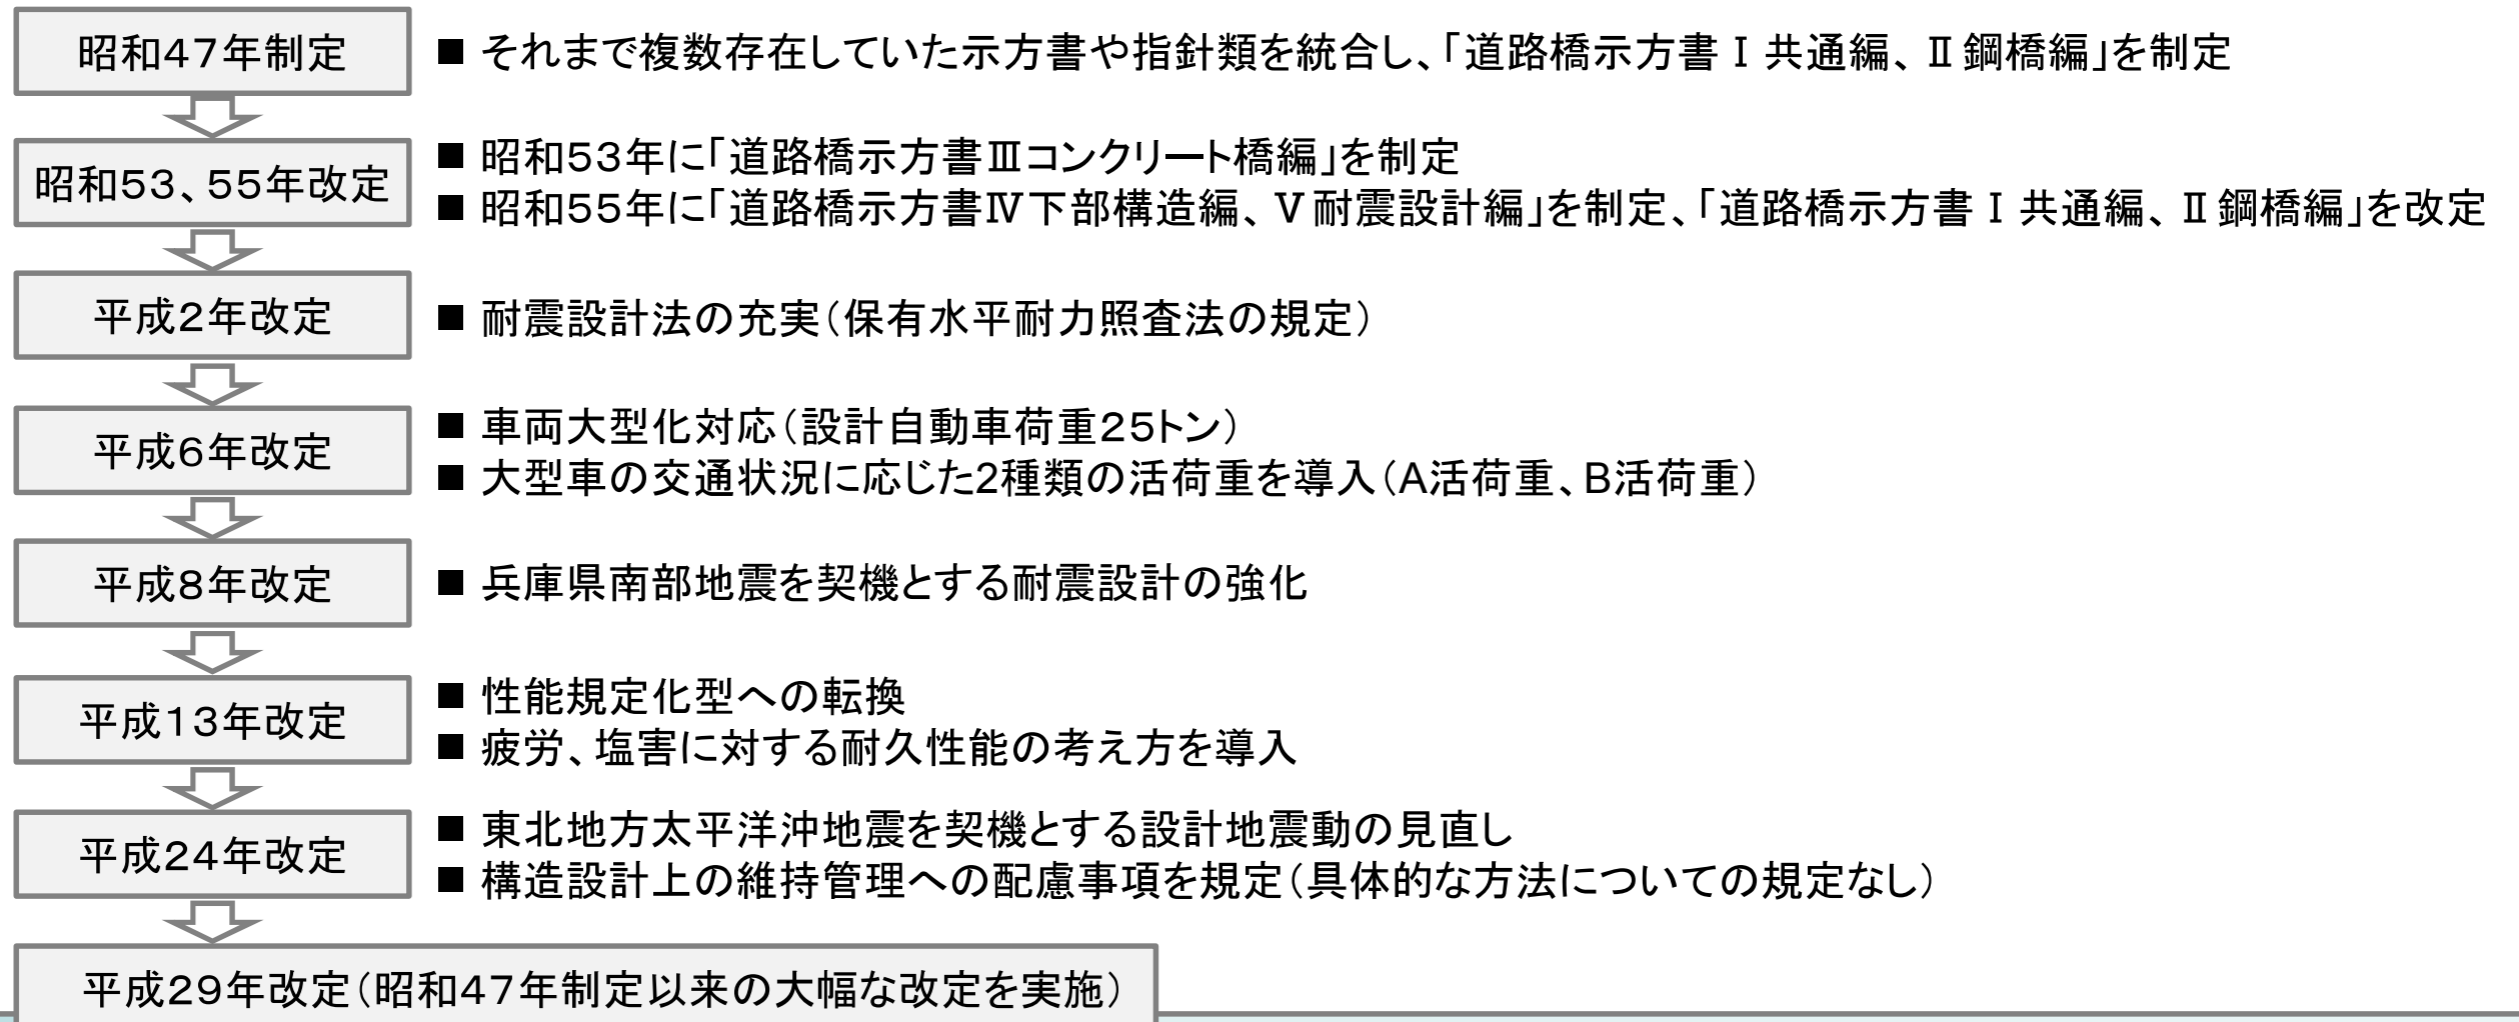 昭和47年制定
■ それまで複数存在していた示方書や指針類を統合し、「道路橋示方書Ⅰ共通編、Ⅱ鋼橋編」を制定
昭和53、55年改定
■ 昭和53年に「道路橋示方書Ⅲコンクリート橋編」を制定
■ 昭和55年に「道路橋示方書Ⅳ下部構造編、Ⅴ耐震設計編」を制定、「道路橋示方書Ⅰ共通編、Ⅱ鋼橋編」を改定
平成2年改定
■ 耐震設計法の充実(保有水平耐力照査法の規定)
平成6年改定
■ 車両大型化対応(設計自動車荷重25トン)
■ 大型車の交通状況に応じた2種類の活荷重を導入(A活荷重、B活荷重)
平成8年改定
■ 兵庫県南部地震を契機とする耐震設計の強化
平成13年改定
■ 性能規定化型への転換
■ 疲労、塩害に対する耐久性能の考え方を導入
平成24年改定
■ 東北地方太平洋沖地震を契機とする設計地震動の見直し
■ 構造設計上の維持管理への配慮事項を規定(具体的な方法についての規定なし)
平成29年改定(昭和47年制定以来の大幅な改定を実施)